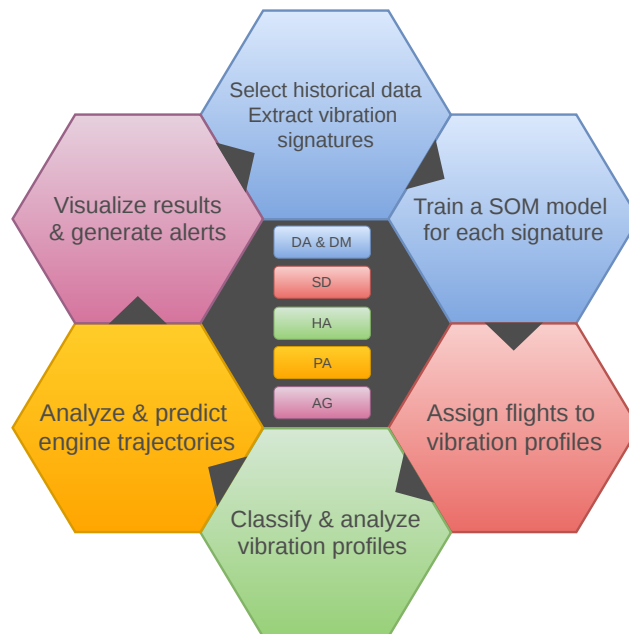 Select historical data
Extract vibration
signatures
Train a SOM model
for each signature
Assign flights to
vibration profiles
Classify & analyze
vibration profiles
Analyze & predict
engine trajectories
Visualize results
& generate alerts
DA & DM
SD
HA
PA
AG